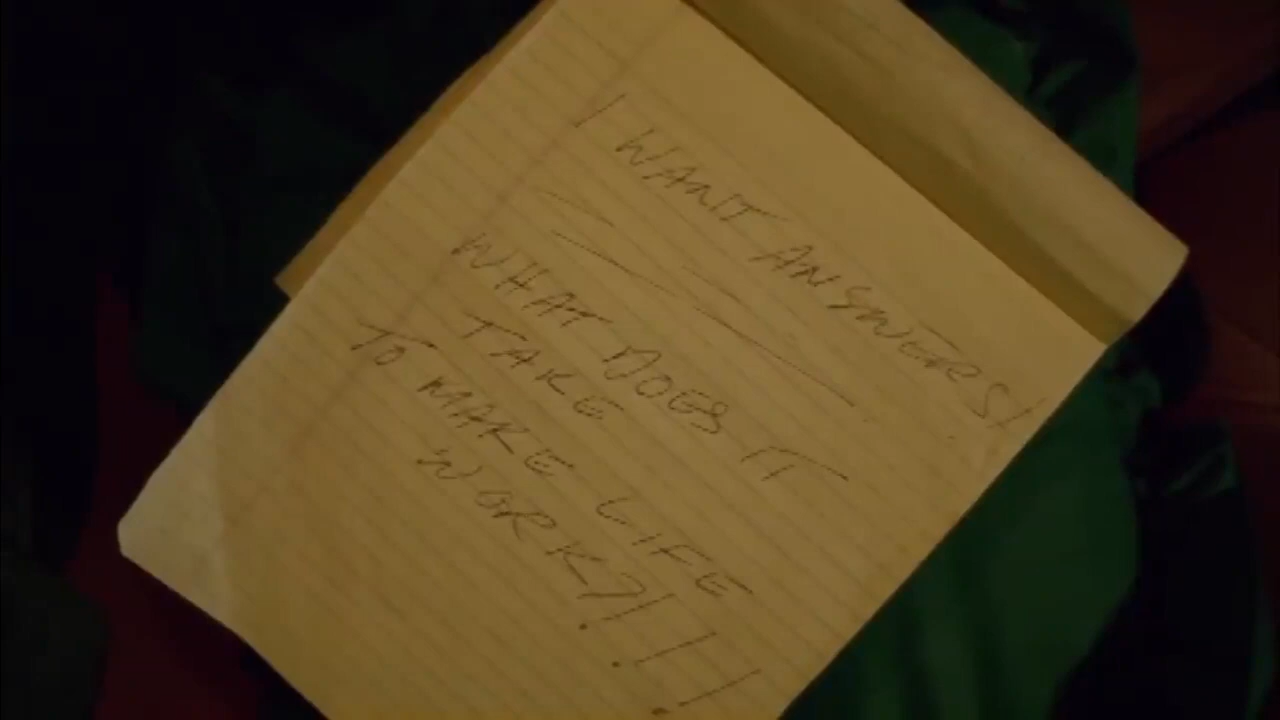 I WANT ANSWERS!
WHAT DOES IT
TAKE
TO MAKE LIFE
WORK?!!!